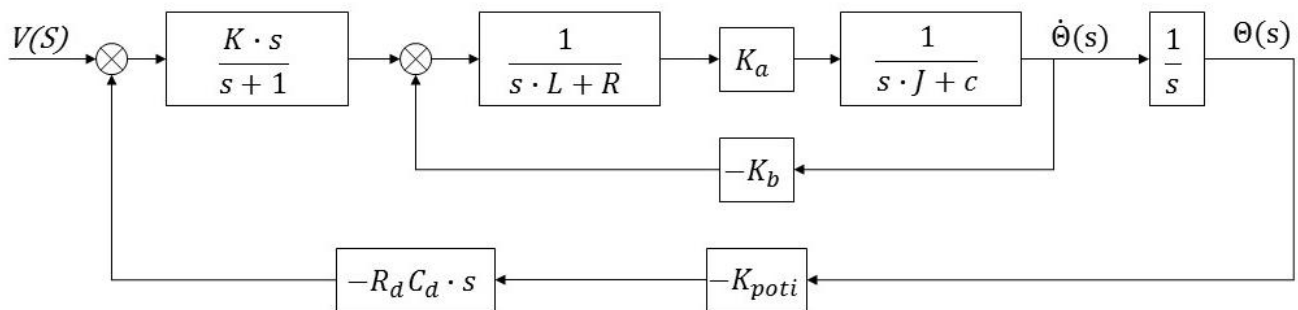 V(S)
K · s
s + 1
1
s · L + R
K_a
1
s · J + c
Θ̇(s)
1
s
Θ(s)
−K_b
−R_d C_d · s
−K_poti